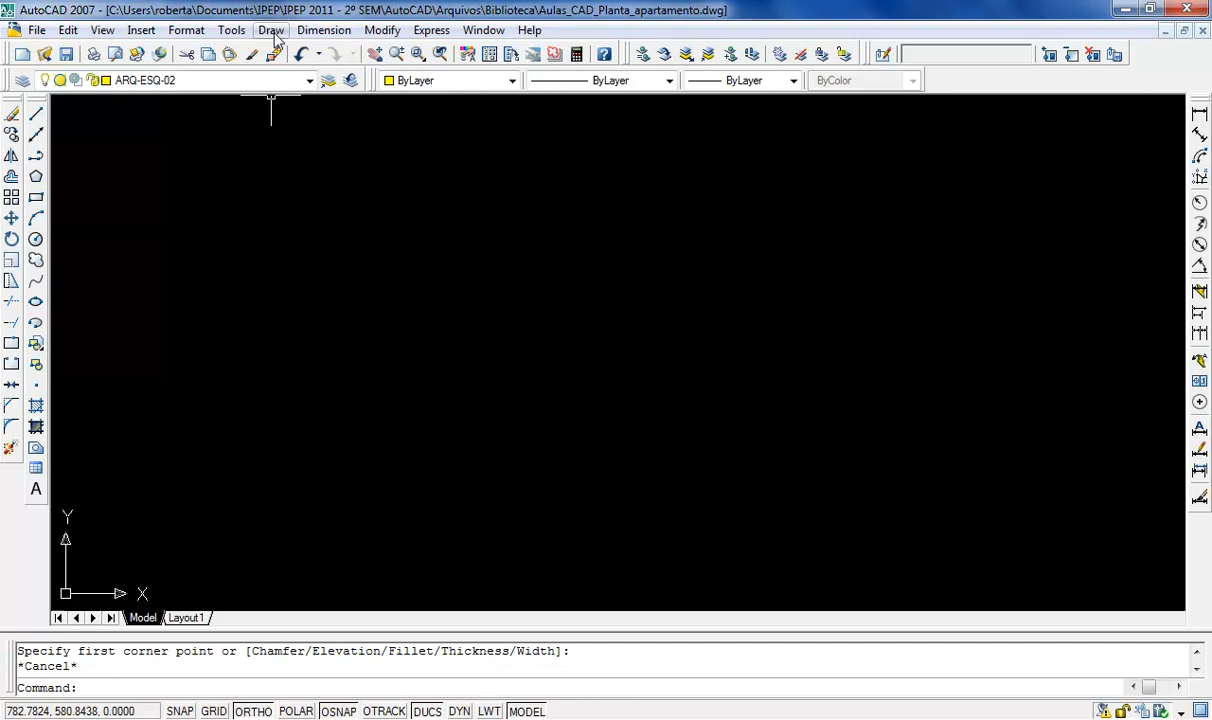 AutoCAD 2007 - [C:\Users\roberta\Documents\IPEP\IPEP 2011 - 2º SEM\AutoCAD\Arquivos\Biblioteca\Aulas_CAD_Planta_apartamento.dwg]
File Edit View Insert Format Tools Draw Dimension Modify Express Window Help
ARQ-ESQ-02 ByLayer ByLayer ByLayer ByColor
A
Y
X
Model Layout1
Specify first corner point or [Chamfer/Elevation/Fillet/Thickness/Width]:
*Cancel*
Command:
782.7824, 580.8438, 0.0000 SNAP GRID ORTHO POLAR OSNAP OTRACK DUCS DYN LWT MODEL